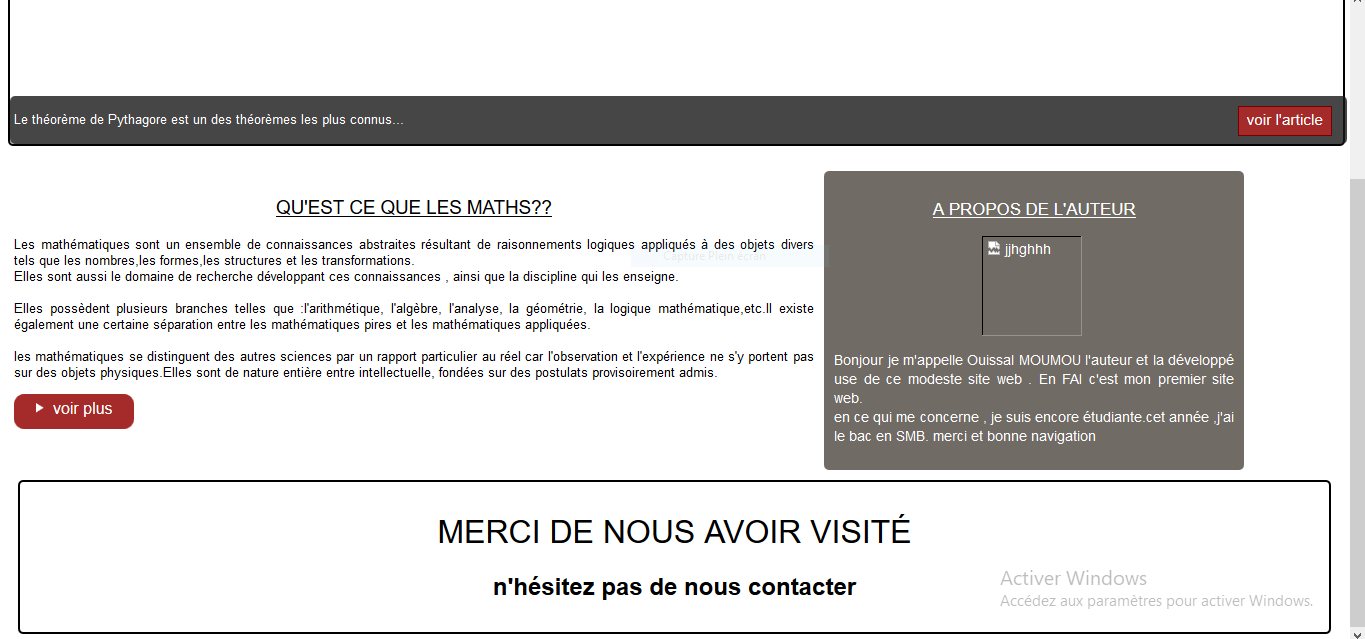 Le théorème de Pythagore est un des théorèmes les plus connus...
voir l'article
QU'EST CE QUE LES MATHS??
Les mathématiques sont un ensemble de connaissances abstraites résultant de raisonnements logiques appliqués à des objets divers
tels que les nombres,les formes,les structures et les transformations.
Elles sont aussi le domaine de recherche développant ces connaissances , ainsi que la discipline qui les enseigne.
Capture Plein écran
Elles possèdent plusieurs branches telles que :l'arithmétique, l'algèbre, l'analyse, la géométrie, la logique mathématique,etc.Il existe
également une certaine séparation entre les mathématiques pires et les mathématiques appliquées.
les mathématiques se distinguent des autres sciences par un rapport particulier au réel car l'observation et l'expérience ne s'y portent pas
sur des objets physiques.Elles sont de nature entière entre intellectuelle, fondées sur des postulats provisoirement admis.
voir plus
A PROPOS DE L'AUTEUR
jjhghhh
Bonjour je m'appelle Ouissal MOUMOU l'auteur et la développé
use de ce modeste site web . En FAI c'est mon premier site
web.
en ce qui me concerne , je suis encore étudiante.cet année ,j'ai
le bac en SMB. merci et bonne navigation
MERCI DE NOUS AVOIR VISITÉ
n'hésitez pas de nous contacter
Activer Windows
Accédez aux paramètres pour activer Windows.